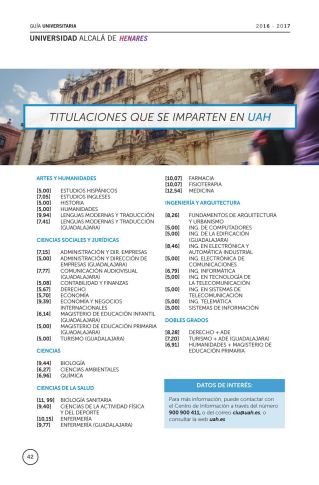 GUÍA UNIVERSITARIA
2016 - 2017
UNIVERSIDAD ALCALÁ DE HENARES
TITULACIONES QUE SE IMPARTEN EN UAH
ARTES Y HUMANIDADES
[5,00] ESTUDIOS HISPÁNICOS
[7,05] ESTUDIOS INGLESES
[5,00] HISTORIA
[5,00] HUMANIDADES
[9,94] LENGUAS MODERNAS Y TRADUCCIÓN
[7,41] LENGUAS MODERNAS Y TRADUCCIÓN
(GUADALAJARA)
CIENCIAS SOCIALES Y JURÍDICAS
[7,15] ADMINISTRACIÓN Y DIR. EMPRESAS
[5,00] ADMINISTRACIÓN Y DIRECCIÓN DE
EMPRESAS (GUADALAJARA)
[7,77] COMUNICACIÓN AUDIOVISUAL
(GUADALAJARA)
[5,08] CONTABILIDAD Y FINANZAS
[5,67] DERECHO
[5,70] ECONOMÍA
[9,39] ECONOMÍA Y NEGOCIOS
INTERNACIONALES
[6,14] MAGISTERIO DE EDUCACIÓN INFANTIL
(GUADALAJARA)
[5,00] MAGISTERIO DE EDUCACIÓN PRIMARIA
(GUADALAJARA)
[5,00] TURISMO (GUADALAJARA)
CIENCIAS
[9,44] BIOLOGÍA
[6,27] CIENCIAS AMBIENTALES
[6,96] QUÍMICA
CIENCIAS DE LA SALUD
[11, 99] BIOLOGÍA SANITARIA
[9,40] CIENCIAS DE LA ACTIVIDAD FÍSICA
Y DEL DEPORTE
[10,15] ENFERMERÍA
[9,77] ENFERMERÍA (GUADALAJARA)
[10,07] FARMACIA
[10,07] FISIOTERAPIA
[12,54] MEDICINA
INGENIERÍA Y ARQUITECTURA
[8,26] FUNDAMENTOS DE ARQUITECTURA
Y URBANISMO
[5,00] ING. DE COMPUTADORES
[5,00] ING. DE LA EDIFICACIÓN
(GUADALAJARA)
[8,46] ING. EN ELECTRÓNICA Y
AUTOMÁTICA INDUSTRIAL
[5,00] ING. ELECTRÓNICA DE
COMUNICACIONES
[6,79] ING. INFORMÁTICA
[5,00] ING. EN TECNOLOGÍA DE
LA TELECOMUNICACIÓN
[5,00] ING. EN SISTEMAS DE
TELECOMUNICACIÓN
[5,00] ING. TELEMÁTICA
[5,00] SISTEMAS DE INFORMACIÓN
DOBLES GRADOS
[8,28] DERECHO + ADE
[7,20] TURISMO + ADE (GUADALAJARA)
[6,91] HUMANIDADES + MAGISTERIO DE
EDUCACIÓN PRIMARIA
DATOS DE INTERÉS:
Para más información, puede contactar con
el Centro de Información a través del número
900 900 411, o del correo ciu@uah.es, o
consultar la web uah.es
42